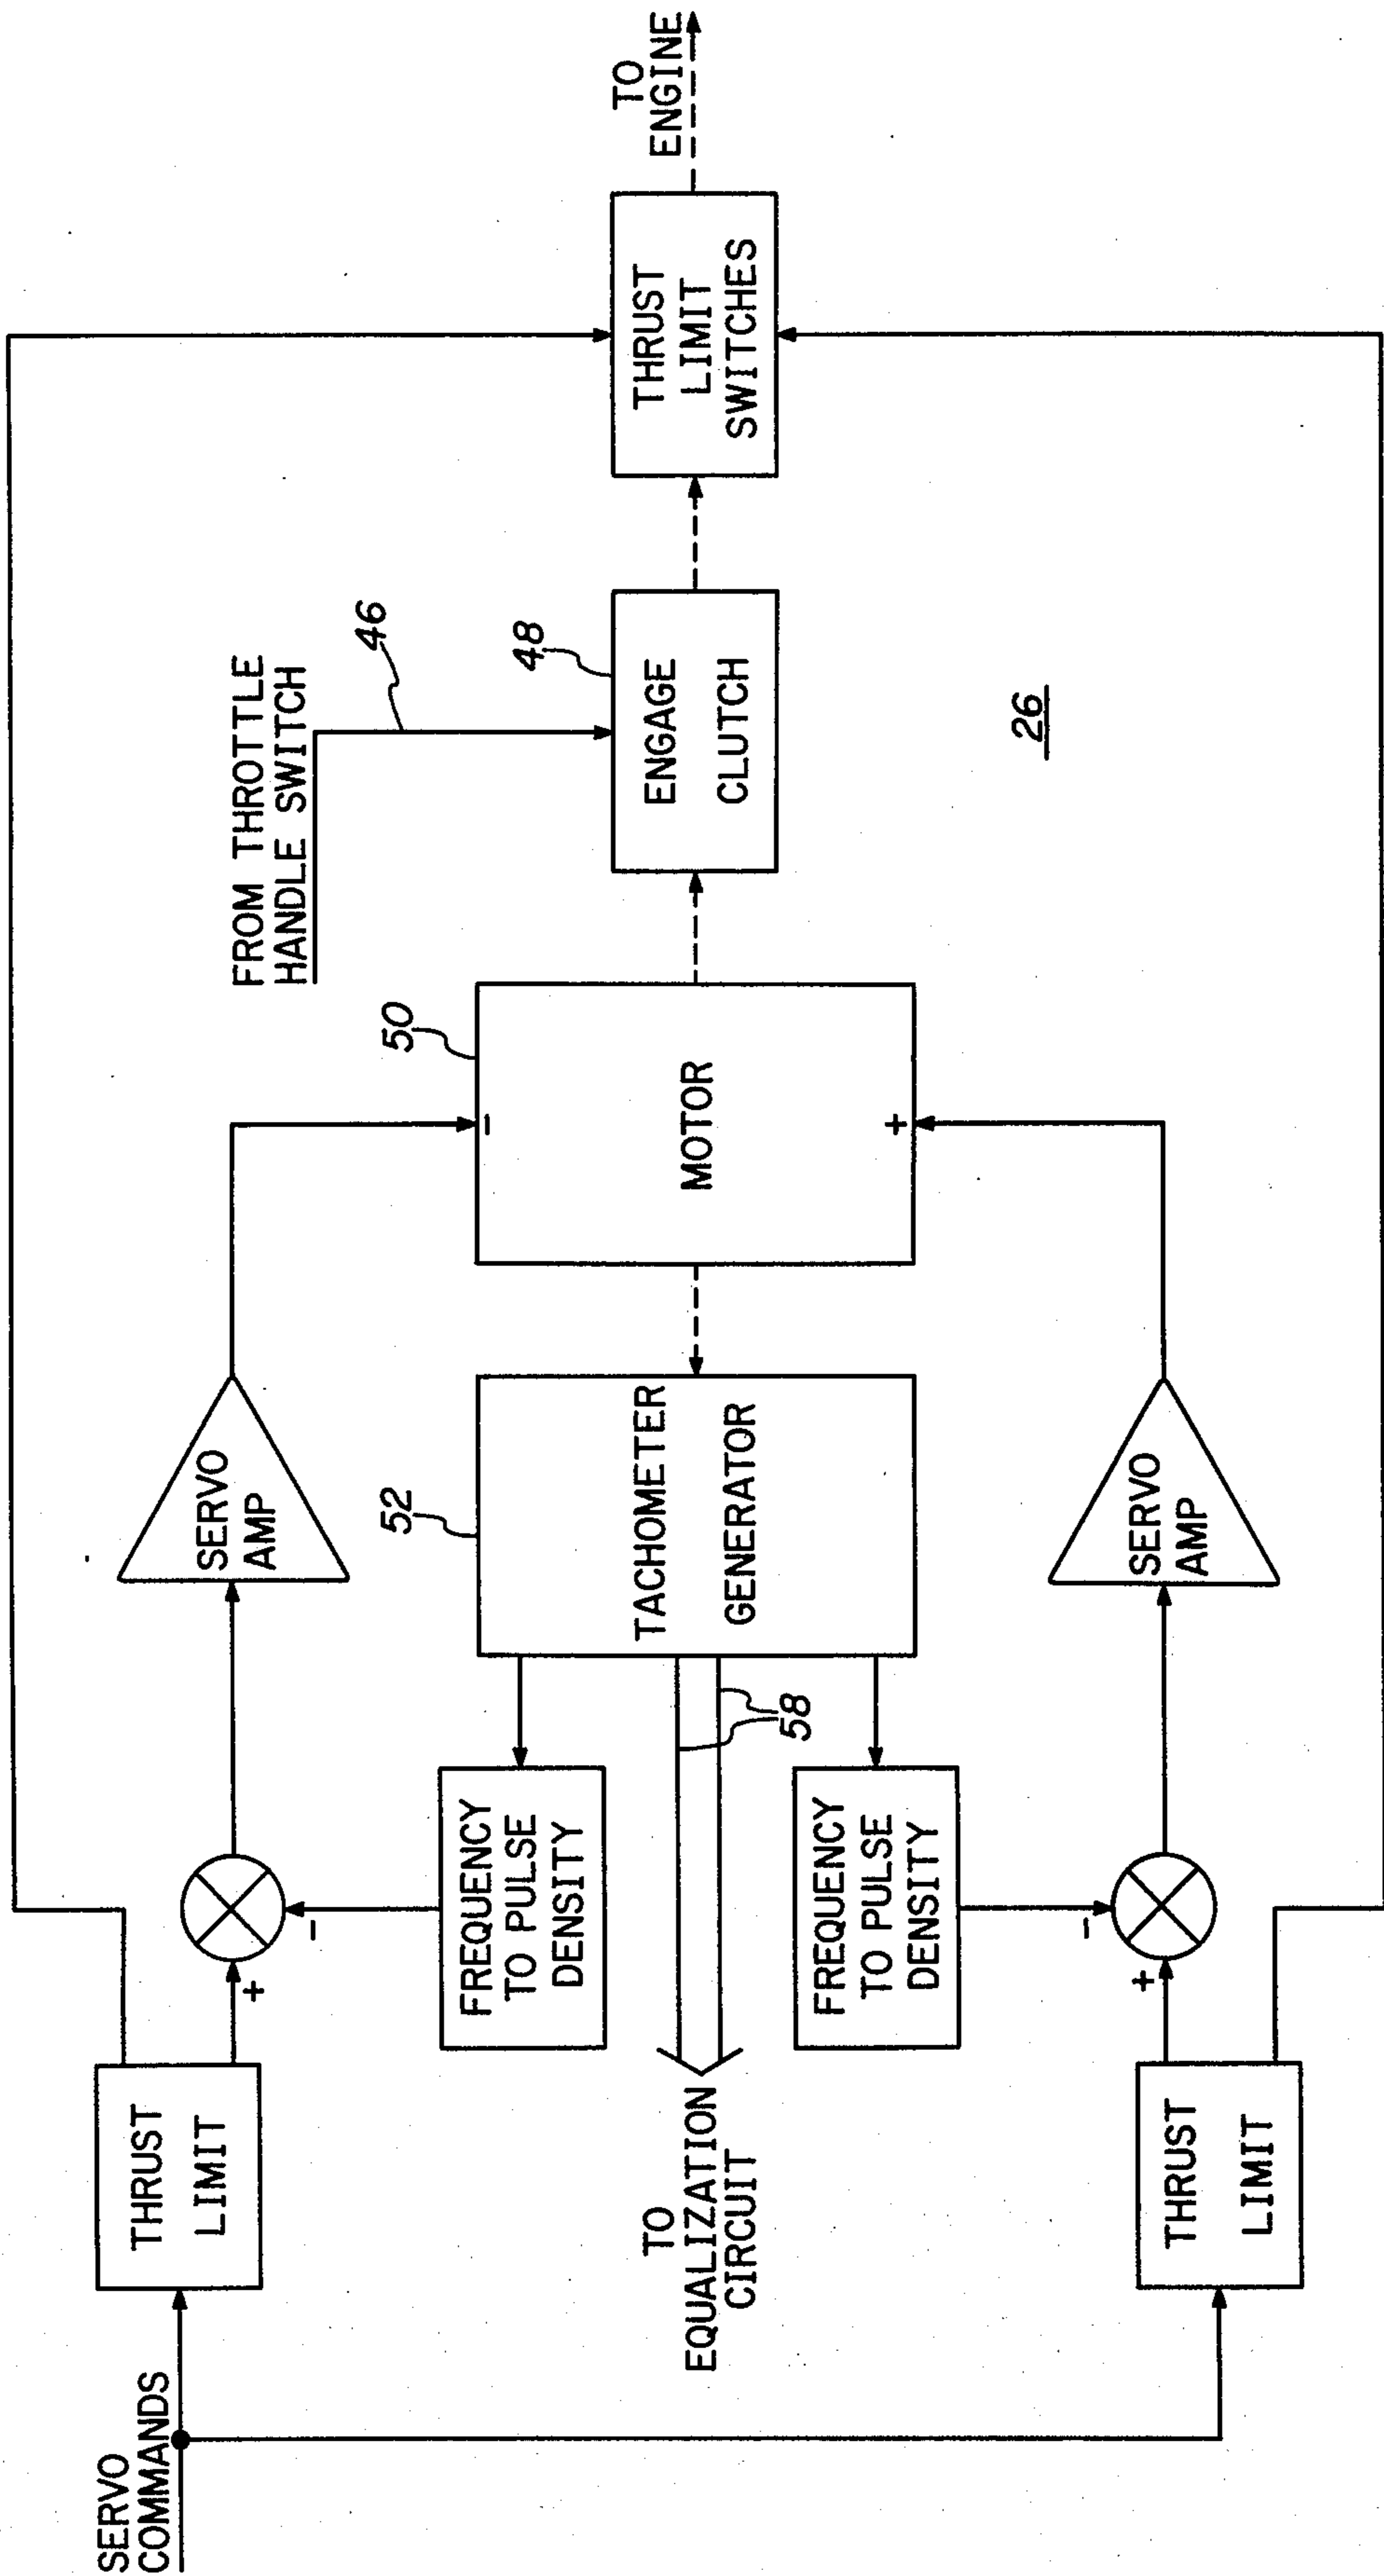 SERVO
COMMANDS
THRUST
LIMIT
+
-
SERVO
AMP
FREQUENCY
TO PULSE
DENSITY
TO
EQUALIZATION
CIRCUIT
58
52
TACHOMETER
GENERATOR
FREQUENCY
TO PULSE
DENSITY
THRUST
LIMIT
+
-
SERVO
AMP
50
-
MOTOR
+
FROM THROTTLE
HANDLE SWITCH
46
48
ENGAGE
CLUTCH
THRUST
LIMIT
SWITCHES
TO
ENGINE
26